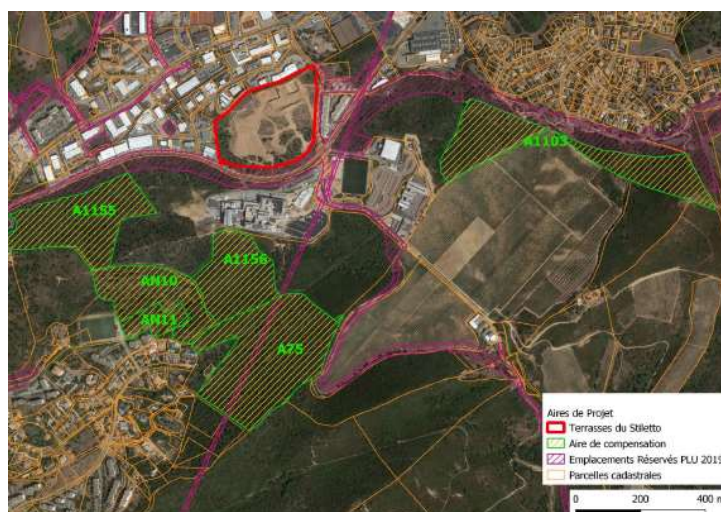 A1103
A1155
A1156
AN10
AN11
A75
Aires de Projet
Terrasses du Stiletto
Aire de compensation
Emplacements Réservés PLU 2019
Parcelles cadastrales
0 200 400 m